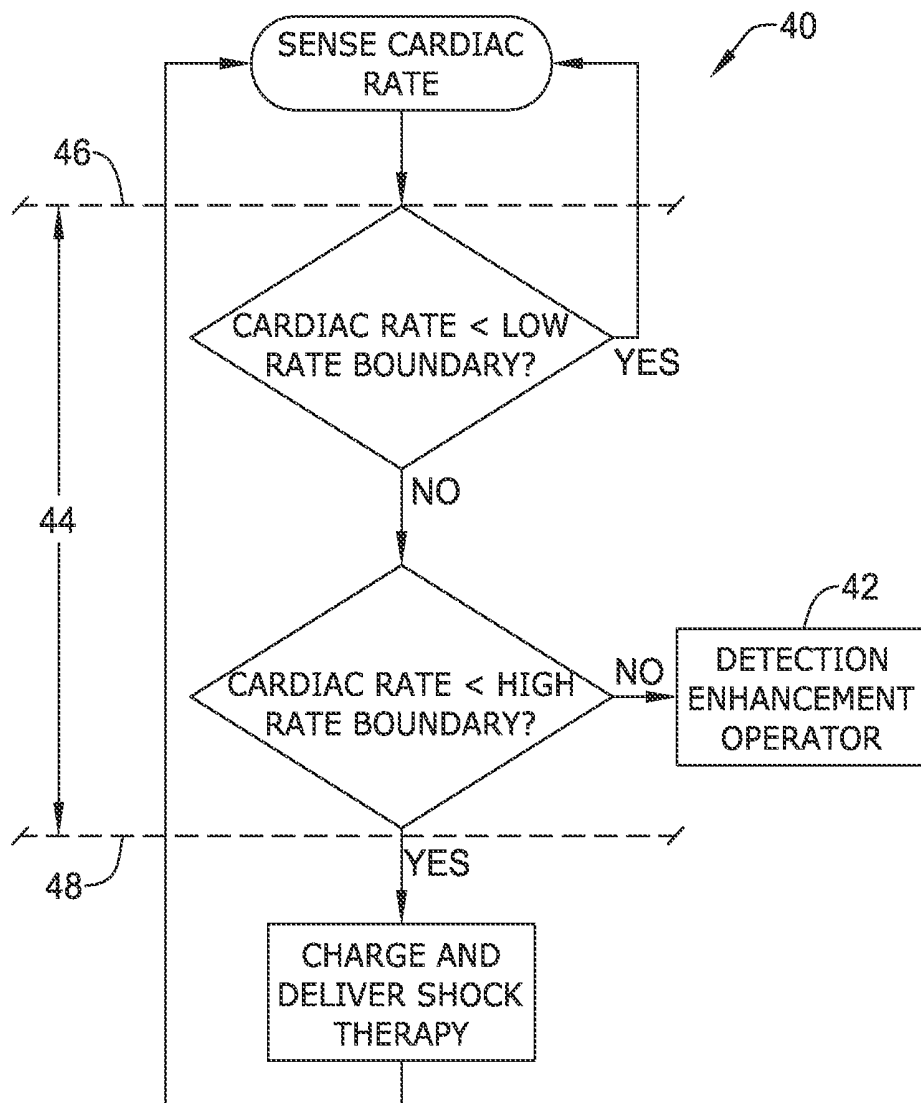 SENSE CARDIAC
RATE
40
46
CARDIAC RATE < LOW
RATE BOUNDARY?
YES
NO
44
42
DETECTION
ENHANCEMENT
OPERATOR
NO
CARDIAC RATE < HIGH
RATE BOUNDARY?
48
YES
CHARGE AND
DELIVER SHOCK
THERAPY